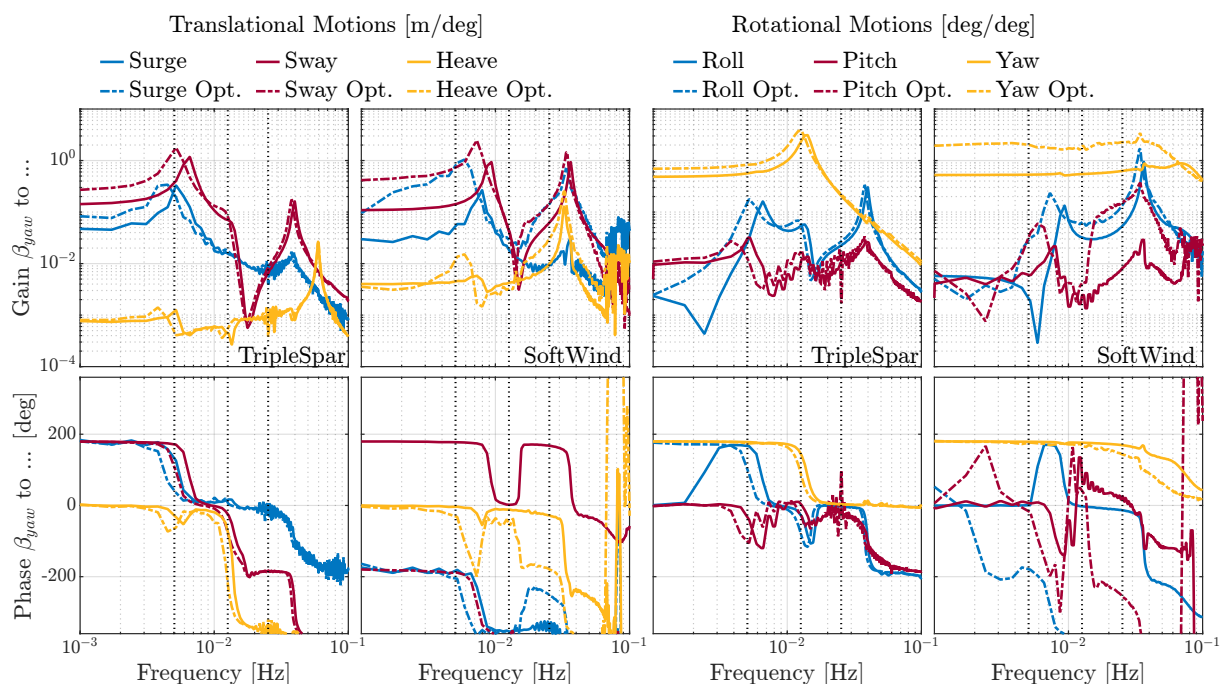 Translational Motions [m/deg]
Rotational Motions [deg/deg]
Surge Sway Heave
Surge Opt. Sway Opt. Heave Opt.
Roll Pitch Yaw
Roll Opt. Pitch Opt. Yaw Opt.
Gain β_yaw to ...
10^0
10^−2
10^−4
TripleSpar
SoftWind
TripleSpar
SoftWind
Phase β_yaw to ... [deg]
200
0
-200
10^−3 10^−2 10^−1
10^−2 10^−1
10^−2 10^−1
10^−2 10^−1
Frequency [Hz]
Frequency [Hz]
Frequency [Hz]
Frequency [Hz]